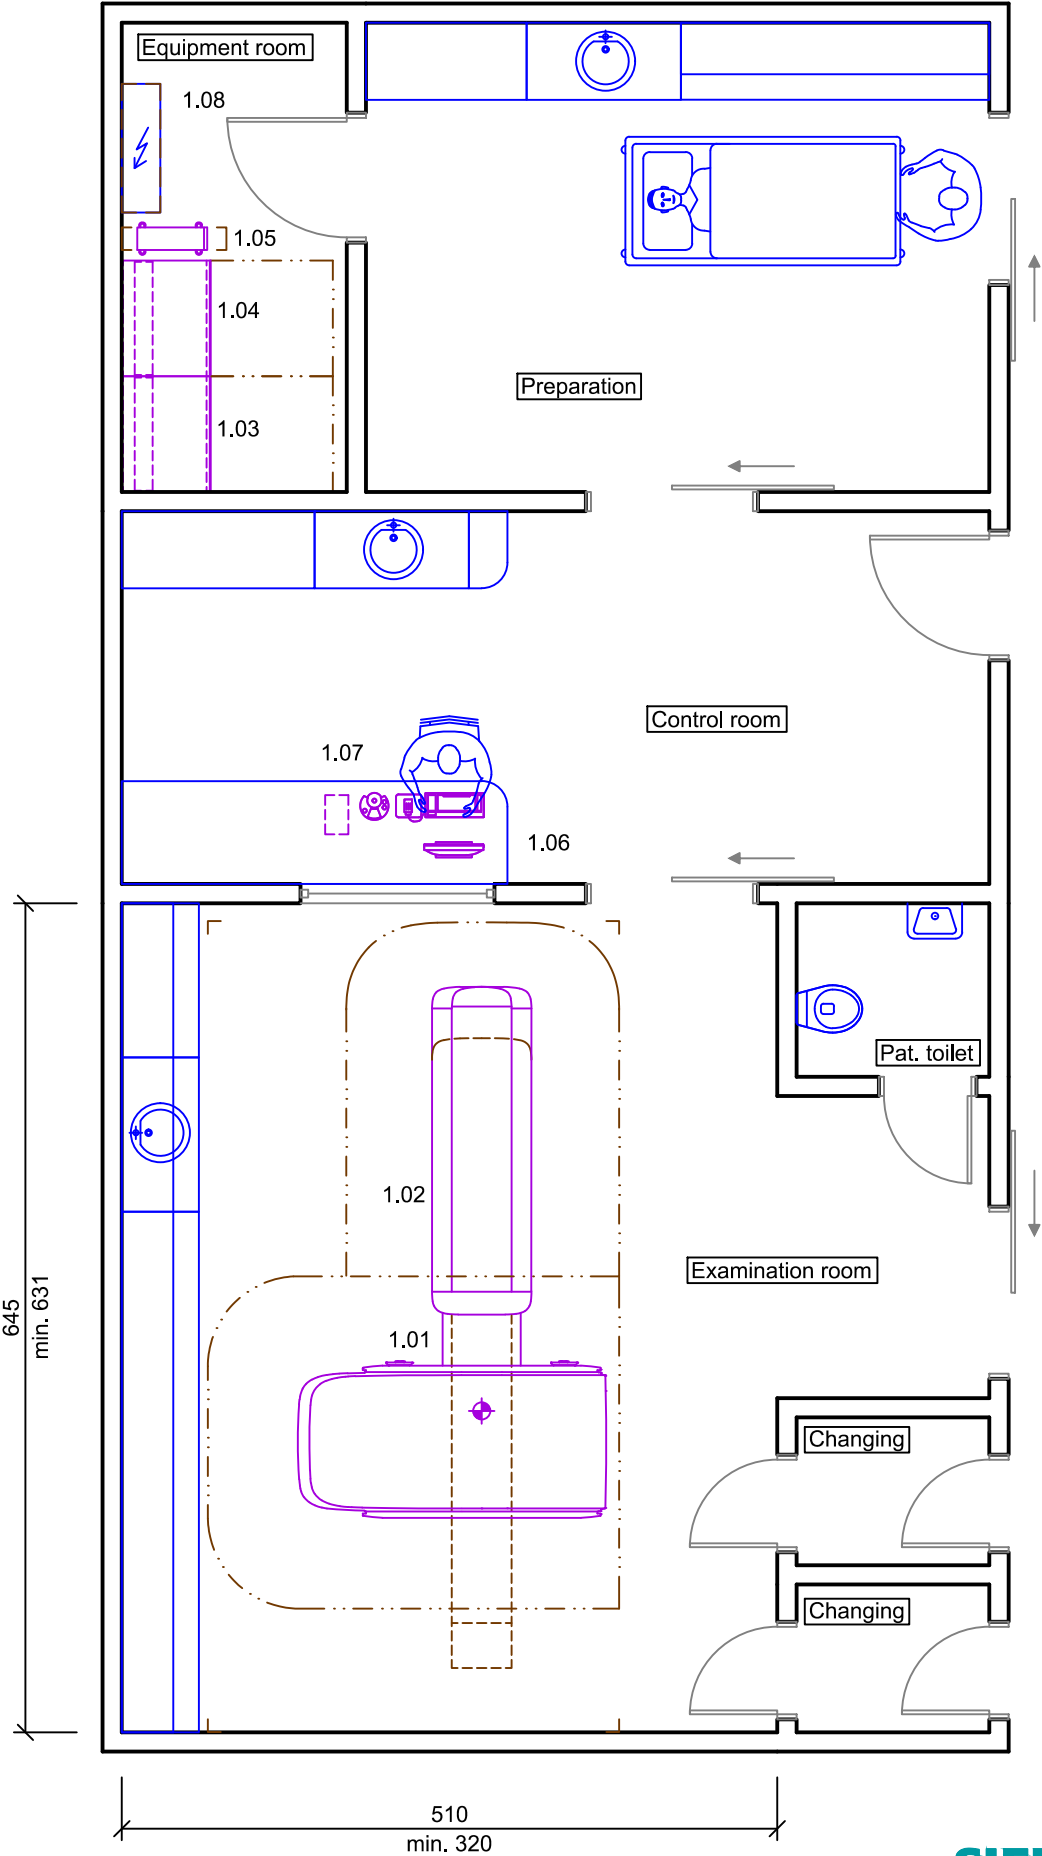 Equipment room
1.08
1.05
1.04
Preparation
1.03
Control room
1.07
1.06
Pat. toilet
1.02
Examination room
645
min. 631
1.01
Changing
Changing
510
min. 320